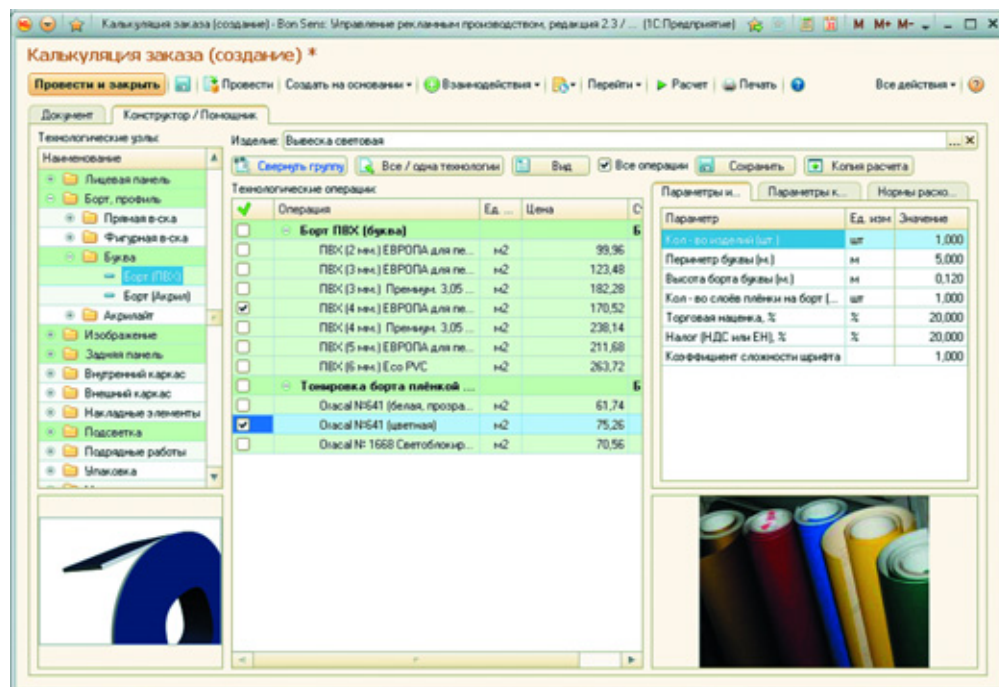 Калькуляция заказа (создание) - Bon Sens: Управление рекламным производством, редакция 2.3 / ... (1С:Предприятие) M M+ M-
Калькуляция заказа (создание) *
Провести и закрыть Провести Создать на основании Взаимодействия Перейти Расчет Печать Все действия
Документ Конструктор / Помощник
Технологические узлы: Изделие: Вывеска световая ... X
Свернуть группу Все / одна технологии Вид Все операции Сохранить Копия расчета
Наименование
Лицевая панель
Борт, профиль
Прямая в-ска
Фигурная в-ска
Буква
Борт (ПВХ)
Борт (Акрил)
Акрилайт
Изображение
Задняя панель
Внутренний каркас
Внешний каркас
Накладные элементы
Подсветка
Подрядные работы
Упаковка
Технологические операции:
Операция Ед. ... Цена С
Борт ПВХ (буква) Б
ПВХ (2 мм.) ЕВРОПА для пе... м2 99,96
ПВХ (3 мм.) ЕВРОПА для пе... м2 123,48
ПВХ (3 мм.) Премиум. 3,05 ... м2 182,28
ПВХ (4 мм.) ЕВРОПА для пе... м2 170,52
ПВХ (4 мм.) Премиум. 3,05 ... м2 238,14
ПВХ (5 мм.) ЕВРОПА для пе... м2 211,68
ПВХ (6 мм.) Eco PVC м2 263,72
Тонировка борта плёнкой ... Б
Oracal №641 (белая, прозра... м2 61,74
Oracal №641 (цветная) м2 75,26
Oracal № 1668 Светоблокир... м2 70,56
Параметры и... Параметры к... Нормы расхо...
Параметр Ед. изм Значение
Кол - во изделий (шт.) шт 1,000
Периметр буквы (м.) м 5,000
Высота борта буквы (м.) м 0,120
Кол - во слоёв плёнки на борт (... шт 1,000
Торговая наценка, % % 20,000
Налог (НДС или ЕН), % % 20,000
Коэффициент сложности шрифта 1,000